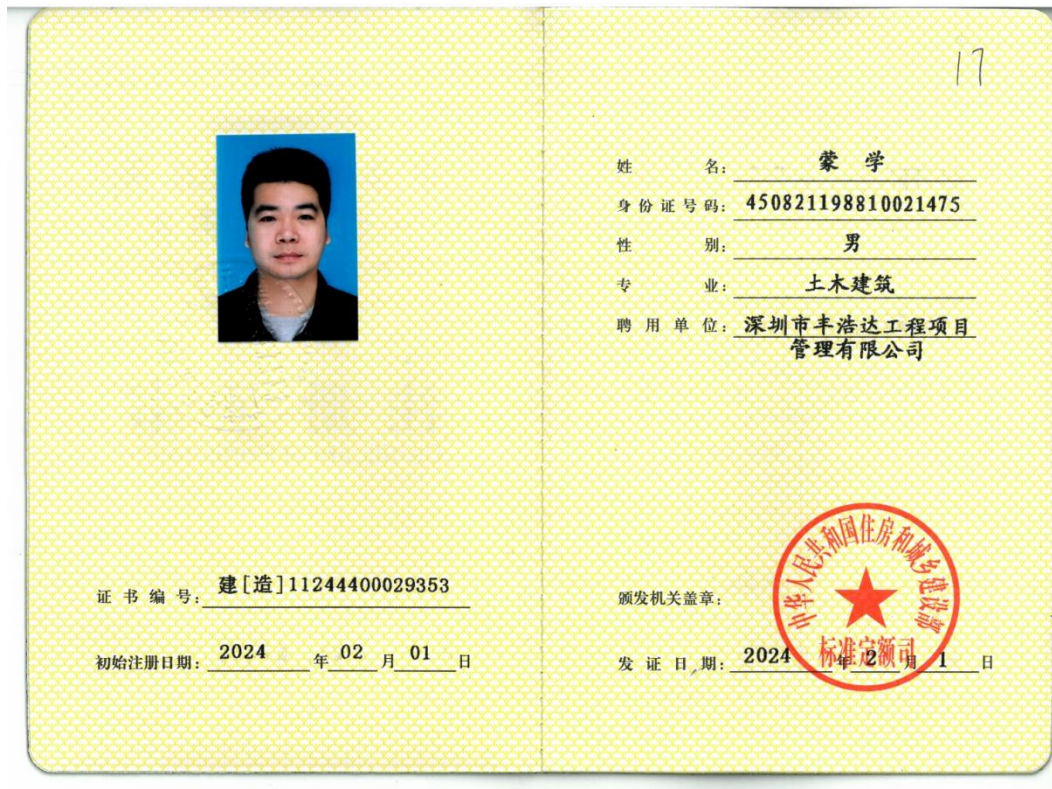 17
姓 名: 蒙 学
身份证号码: 450821198810021475
性 别: 男
专 业: 土木建筑
聘用单位: 深圳市丰浩达工程项目
管理有限公司
证书编号: 建[造]11244400029353
初始注册日期: 2024 年 02 月 01 日
颁发机关盖章:
中华人民共和国住房和城乡建设部
标准定额司
发证日期: 2024 年 2 月 1 日